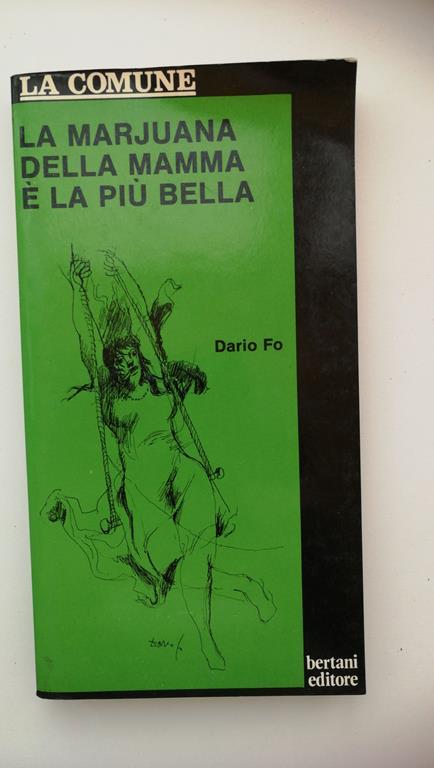 LA COMUNE
LA MARJUANA
DELLA MAMMA
È LA PIÙ BELLA
Dario Fo
bertani
editore